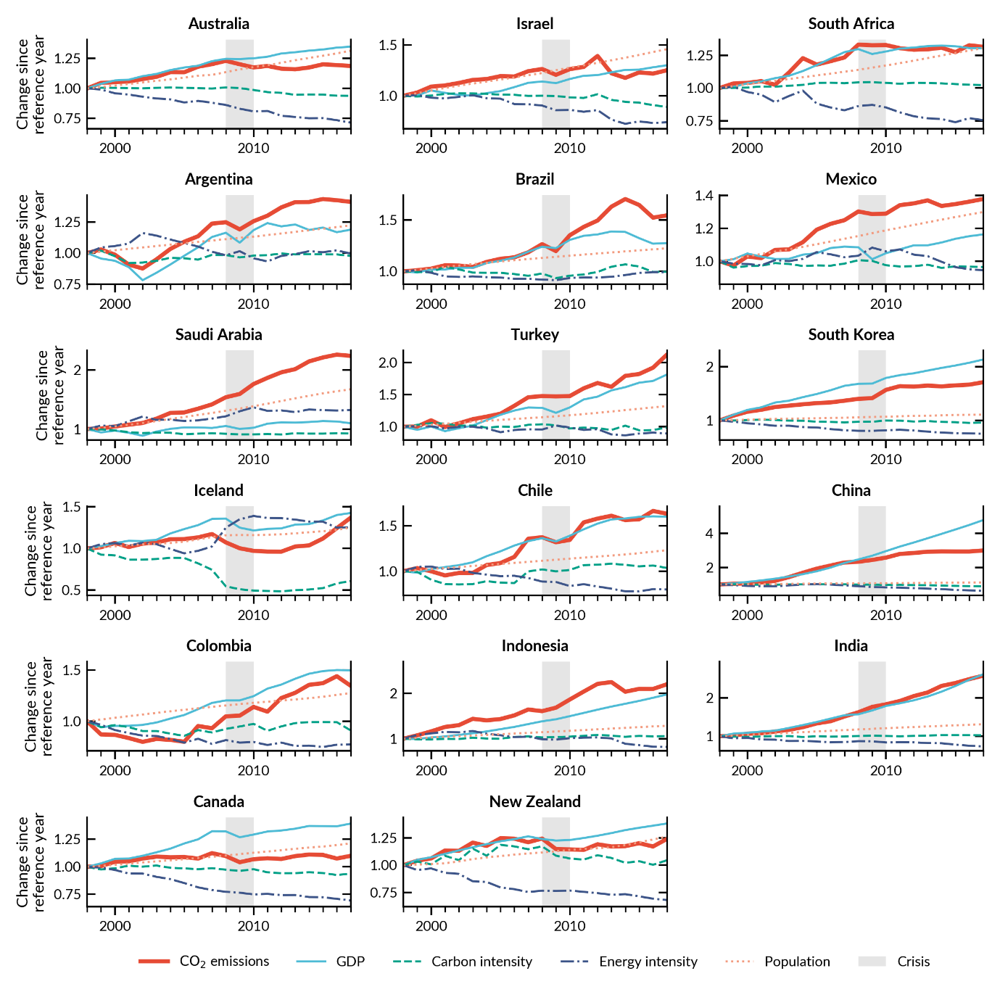 Australia
Israel
South Africa
Change since
reference year
1.25
1.00
0.75
2000
2010
1.5
1.0
2000
2010
1.25
1.00
0.75
2000
2010
Argentina
Brazil
Mexico
Change since
reference year
1.25
1.00
0.75
2000
2010
1.5
1.0
2000
2010
1.4
1.2
1.0
2000
2010
Saudi Arabia
Turkey
South Korea
Change since
reference year
2
1
2000
2010
2.0
1.5
1.0
2000
2010
2
1
2000
2010
Iceland
Chile
China
Change since
reference year
1.5
1.0
0.5
2000
2010
1.5
1.0
2000
2010
4
2
2000
2010
Colombia
Indonesia
India
Change since
reference year
1.5
1.0
2000
2010
2
1
2000
2010
2
1
2000
2010
Canada
New Zealand
Change since
reference year
1.25
1.00
0.75
2000
2010
1.25
1.00
0.75
2000
2010
CO₂ emissions GDP Carbon intensity Energy intensity Population Crisis